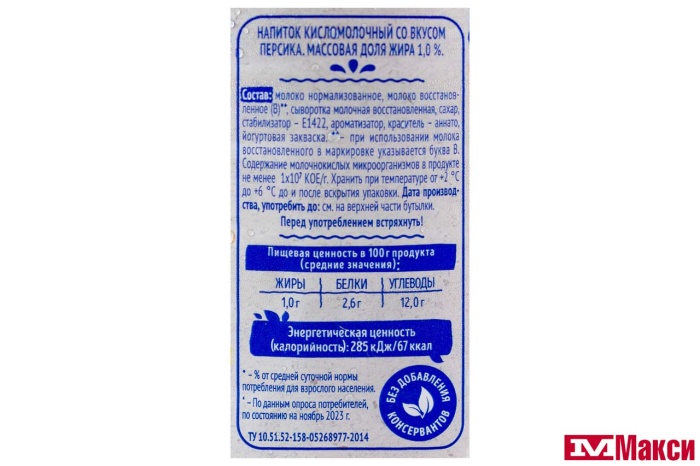 НАПИТОК КИСЛОМОЛОЧНЫЙ СО ВКУСОМ
ПЕРСИКА. МАССОВАЯ ДОЛЯ ЖИРА 1,0 %.
Состав: молоко нормализованное, молоко восстанов-
ленное (В)**, сыворотка молочная восстановленная, сахар,
стабилизатор – Е1422, ароматизатор, краситель – аннато,
йогуртовая закваска. **– при использовании молока
восстановленного в маркировке указывается буква В.
Содержание молочнокислых микроорганизмов в продукте
не менее 1х10⁷ КОЕ/г. Хранить при температуре от +2 °С
до +6 °С до и после вскрытия упаковки. Дата производ-
ства, употребить до: см. на верхней части бутылки.
Перед употреблением встряхнуть!
Пищевая ценность в 100 г продукта
(средние значения):
ЖИРЫ БЕЛКИ УГЛЕВОДЫ
1,0 г 2,6 г 12,0 г
Энергетическая ценность
(калорийность): 285 кДж/67 ккал
* – % от средней суточной нормы
потребления для взрослого населения.
* – По данным опроса потребителей,
по состоянию на ноябрь 2023 г.
БЕЗ ДОБАВЛЕНИЯ
КОНСЕРВАНТОВ
ТУ 10.51.52-158-05268977-2014
Макси